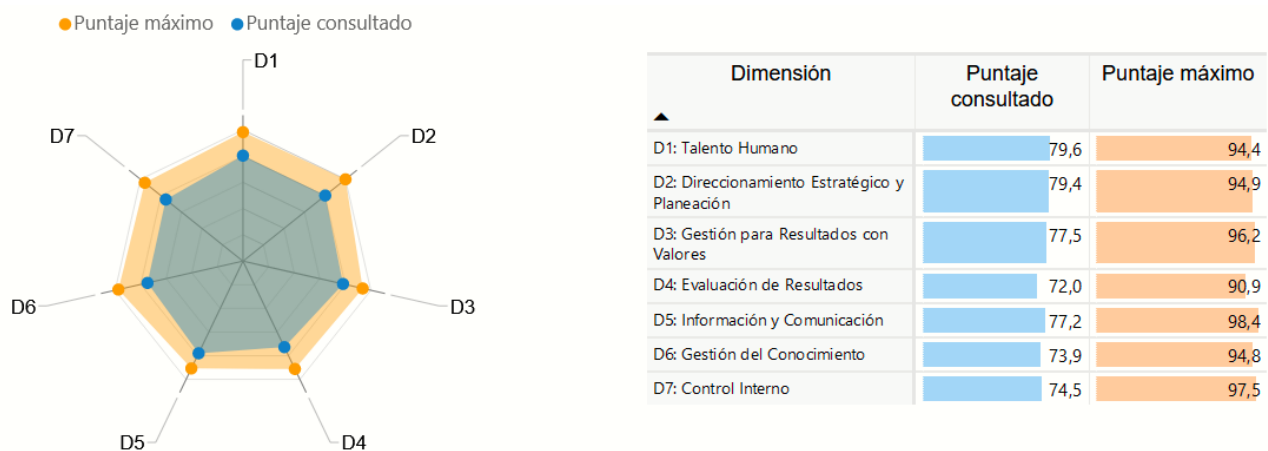 Puntaje máximo Puntaje consultado
D1
D7
D2
D6
D3
D5
D4
Dimensión
Puntaje
consultado
Puntaje máximo
D1: Talento Humano 79,6 94,4
D2: Direccionamiento Estratégico y
Planeación
79,4 94,9
D3: Gestión para Resultados con
Valores
77,5 96,2
D4: Evaluación de Resultados 72,0 90,9
D5: Información y Comunicación 77,2 98,4
D6: Gestión del Conocimiento 73,9 94,8
D7: Control Interno 74,5 97,5